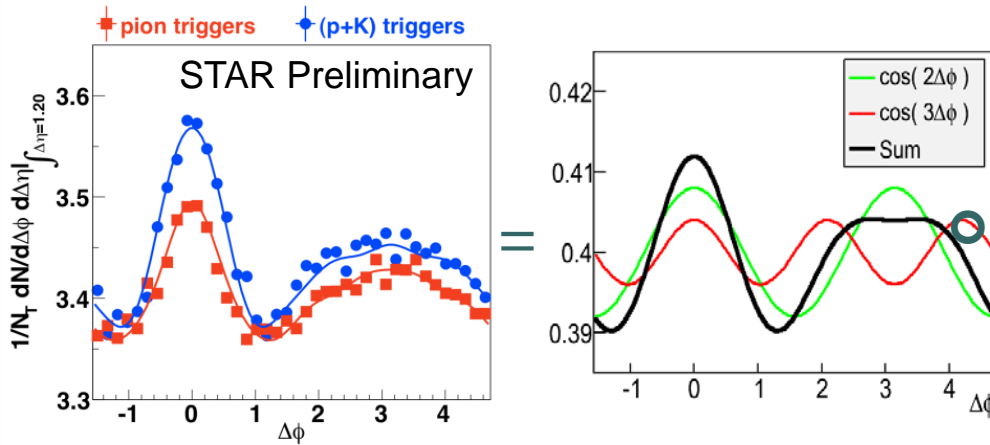 pion triggers
(p+K) triggers
STAR Preliminary
1/N_T dN/dΔφ dΔη|∫Δη=1.20
3.6
3.5
3.4
3.3
-1 0 1 2 3 4
Δφ
=
cos( 2Δφ )
cos( 3Δφ )
Sum
0.42
0.41
0.4
0.39
-1 0 1 2 3 4
Δφ